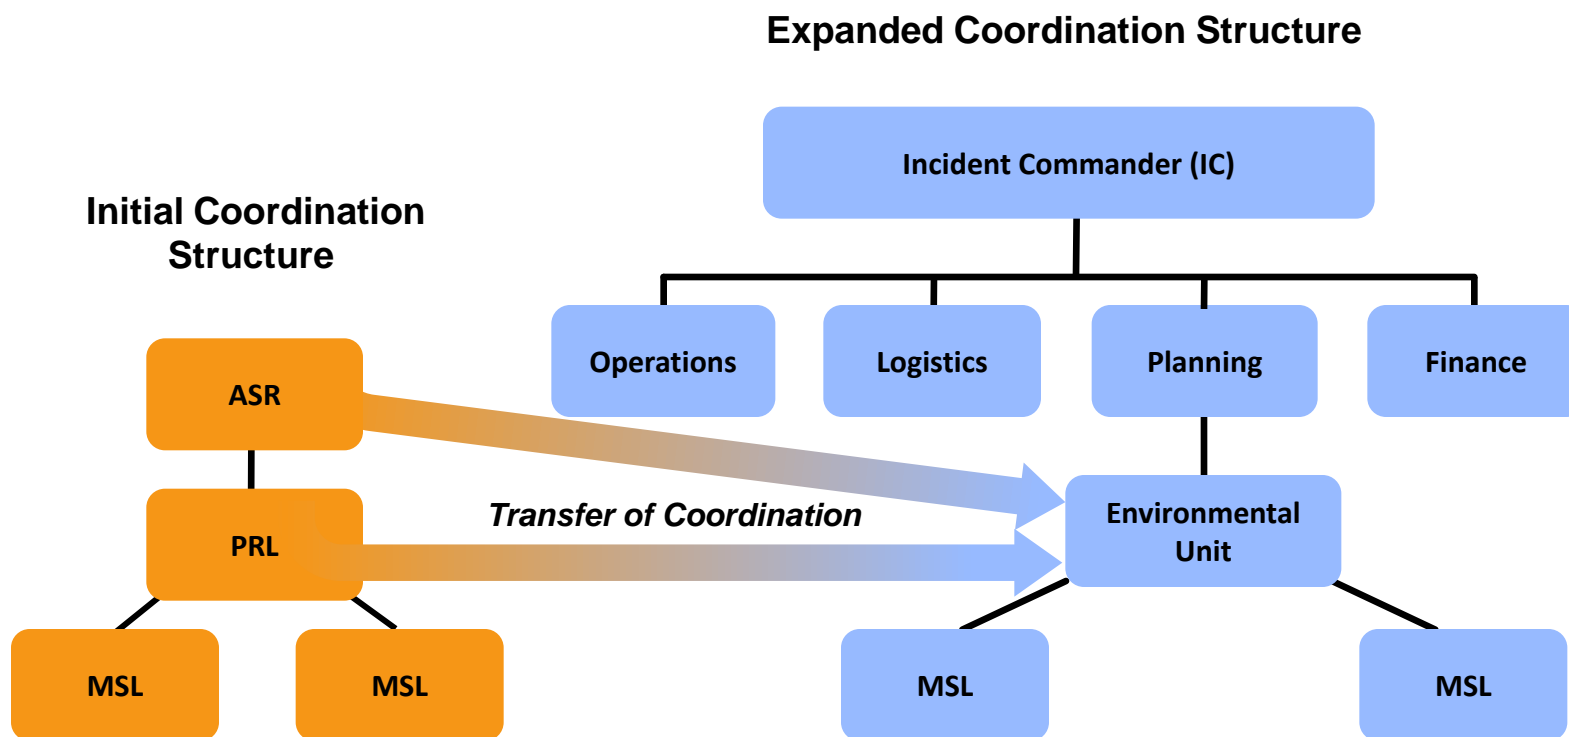 Expanded Coordination Structure
Incident Commander (IC)
Initial Coordination
Structure
Operations
Logistics
Planning
Finance
ASR
Transfer of Coordination
Environmental
Unit
PRL
MSL
MSL
MSL
MSL